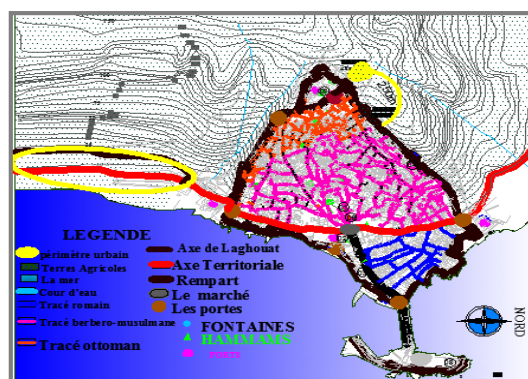 LEGENDE
périmètre urbain
Terres Agricoles
La mer
Cour d'eau
Tracé romain
Tracé berbero-musulmane
Tracé ottoman
Axe de Laghouat
Axe Territoriale
Rempart
Le marché
Les portes
FONTAINES
HAMMAMS
NORD